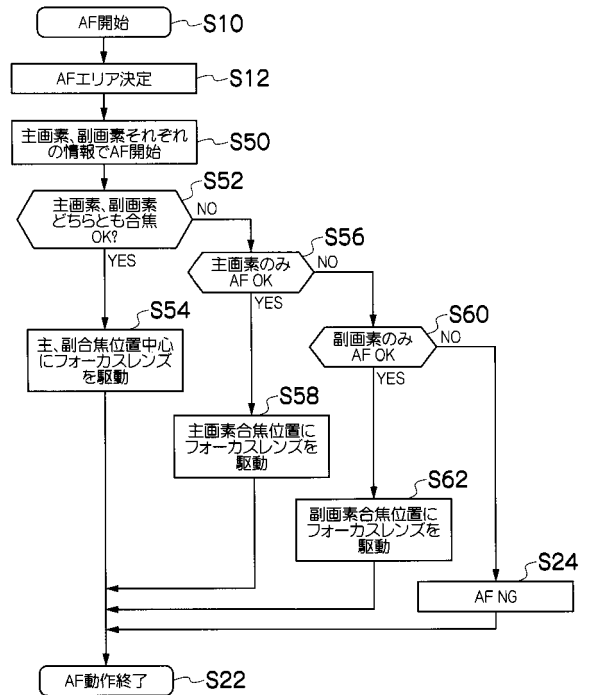 AF開始
S10
AFエリア決定
S12
主画素、副画素それぞれ
の情報でAF開始
S50
主画素、副画素
どちらとも合焦
OK?
S52
NO
YES
主画素のみ
AF OK
S56
NO
YES
主、副合焦位置中心
にフォーカスレンズ
を駆動
S54
副画素のみ
AF OK
S60
NO
YES
主画素合焦位置に
フォーカスレンズを
駆動
S58
副画素合焦位置に
フォーカスレンズを
駆動
S62
AF NG
S24
AF動作終了
S22